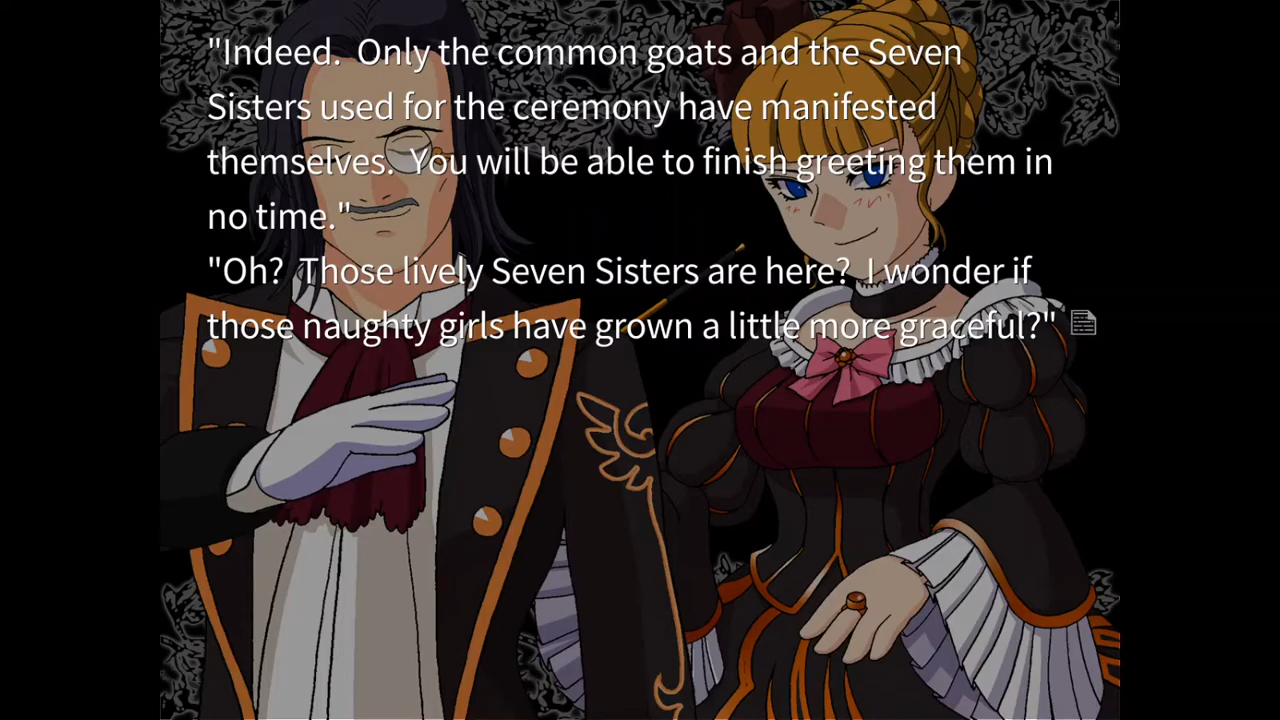 "Indeed.  Only the common goats and the Seven
Sisters used for the ceremony have manifested
themselves.  You will be able to finish greeting them in
no time."
"Oh?  Those lively Seven Sisters are here?  I wonder if
those naughty girls have grown a little more graceful?"